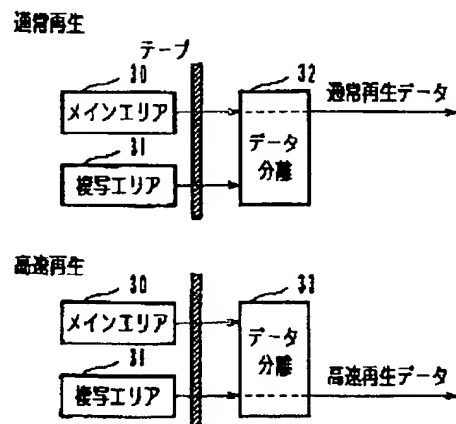 通常再生
テープ
30
32
メインエリア
通常再生データ
31
データ
分離
複写エリア
高速再生
30
33
メインエリア
データ
分離
31
複写エリア
高速再生データ